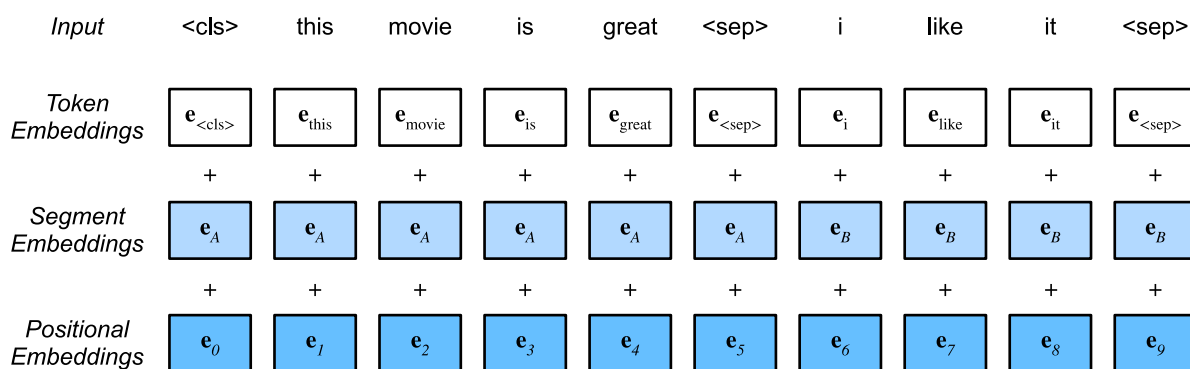 Input <cls> this movie is great <sep> i like it <sep>
Token Embeddings e<cls> ethis emovie eis egreat e<sep> ei elike eit e<sep>
+ + + + + + + + + +
Segment Embeddings eA eA eA eA eA eA eB eB eB eB
+ + + + + + + + + +
Positional Embeddings e0 e1 e2 e3 e4 e5 e6 e7 e8 e9